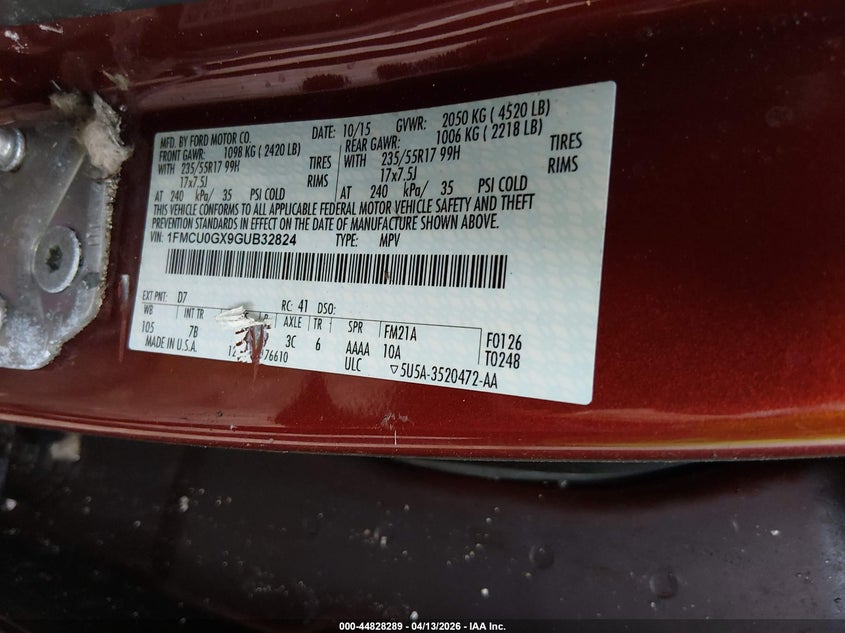 MFD. BY FORD MOTOR CO. DATE: 10/15 GVWR: 2050 KG ( 4520 LB)
FRONT GAWR: 1098 KG ( 2420 LB) REAR GAWR: 1006 KG ( 2218 LB)
WITH 235/55R17 99H TIRES WITH 235/55R17 99H TIRES
17x7.5J RIMS 17x7.5J RIMS
AT 240 kPa/ 35 PSI COLD AT 240 kPa/ 35 PSI COLD
THIS VEHICLE CONFORMS TO ALL APPLICABLE FEDERAL MOTOR VEHICLE SAFETY AND THEFT
PREVENTION STANDARDS IN EFFECT ON THE DATE OF MANUFACTURE SHOWN ABOVE.
VIN: 1FMCU0GX9GUB32824 TYPE: MPV
EXT PNT: D7 RC: 41 DSO:
WB INT TR R AXLE TR SPR FM21A F0126
105 7B 3C 6 AAAA 10A T0248
MADE IN U.S.A. 76610 ULC ▽5U5A-3520472-AA
000-44828289 | 04/13/2026 - IAA Inc.